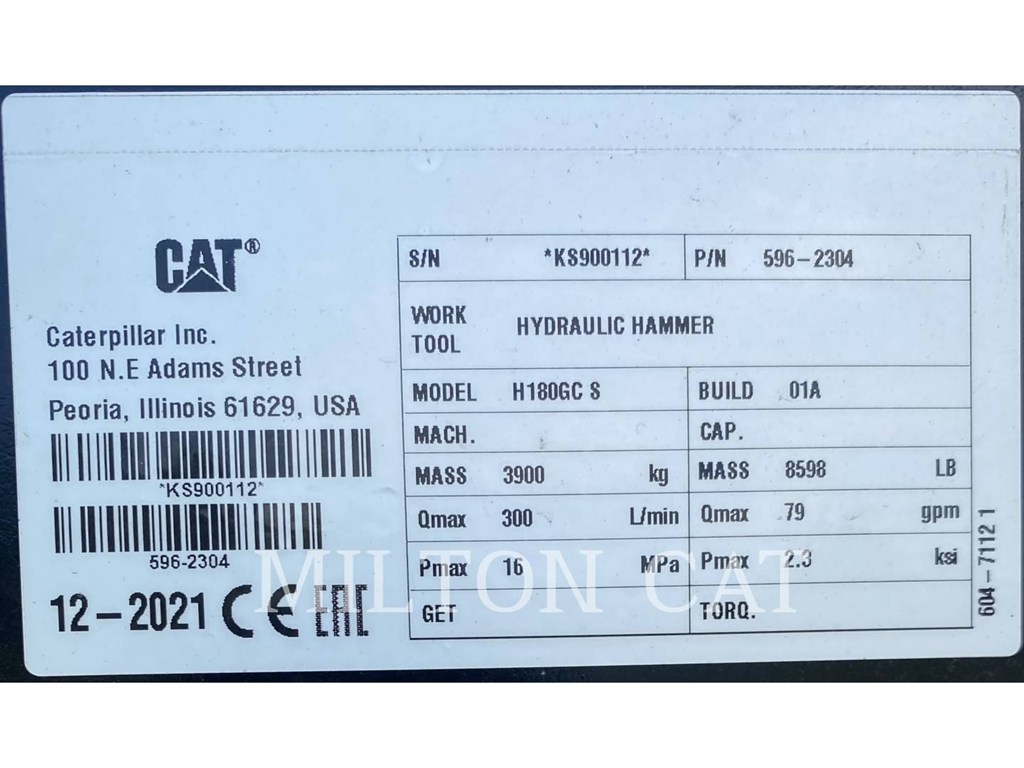 CAT®
Caterpillar Inc.
100 N.E Adams Street
Peoria, Illinois 61629, USA
*KS900112*
596-2304
12-2021 CE EAC
S/N *KS900112* P/N 596-2304
WORK TOOL HYDRAULIC HAMMER
MODEL H180GC S BUILD 01A
MACH. CAP.
MASS 3900 kg MASS 8598 LB
Qmax 300 L/min Qmax 79 gpm
Pmax 16 MPa Pmax 2.3 ksi
GET TORQ.
604-7112 1
MILTON CAT